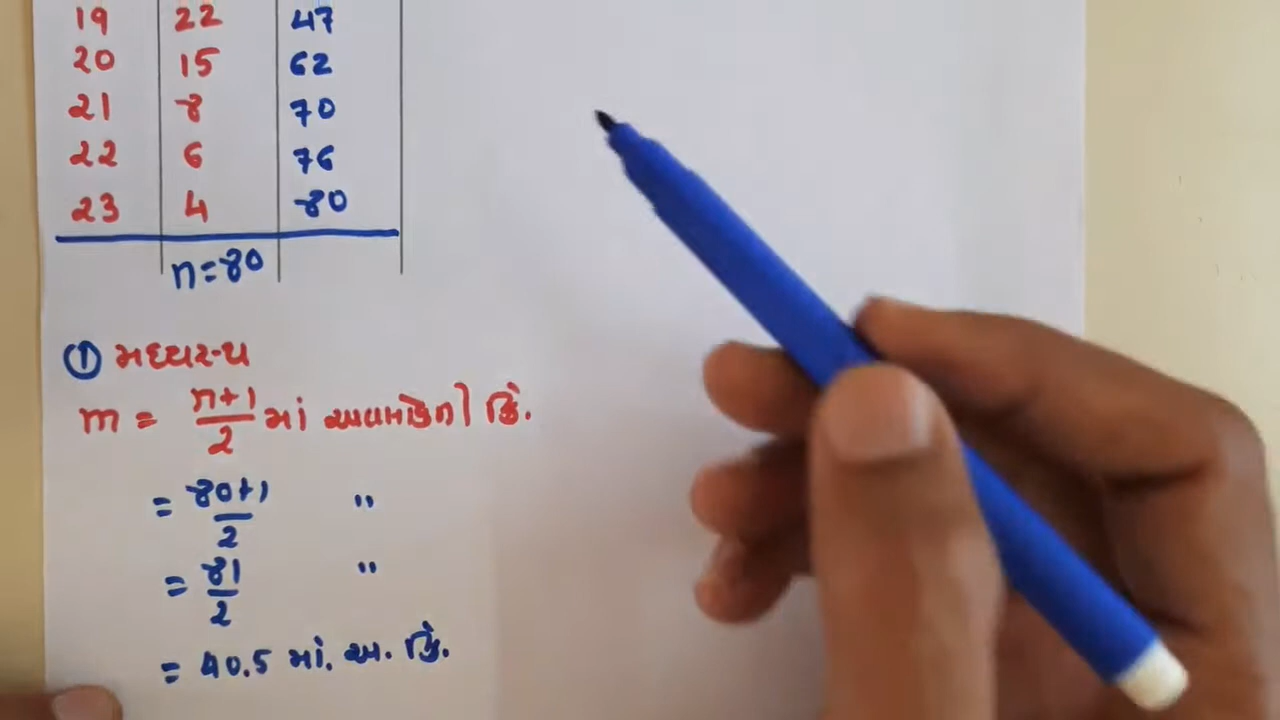 19 22 47
20 15 62
21 8 70
22 6 76
23 4 80
n=80
① મધ્યસ્થ
m = n+1/2 માં અવલોકનની કિં.
= 80+1/2 "
= 81/2 "
= 40.5 માં. અ. કિં.